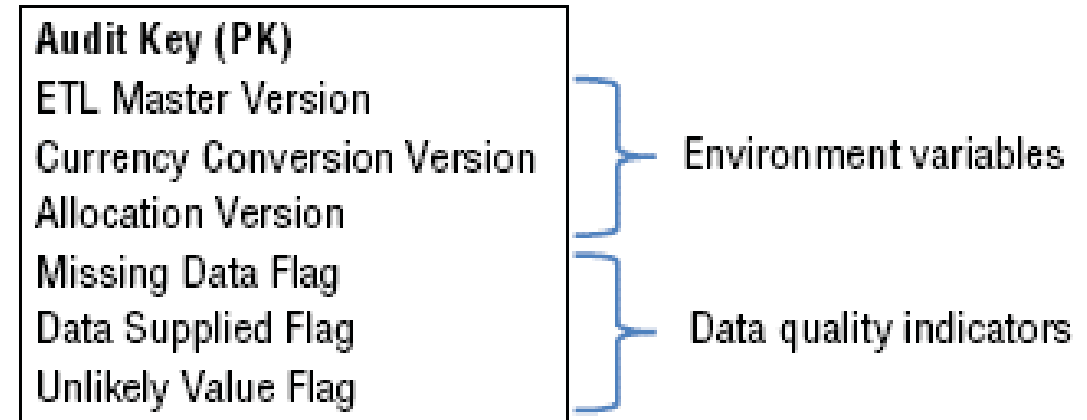 Audit Key (PK)
ETL Master Version
Currency Conversion Version
Allocation Version
Missing Data Flag
Data Supplied Flag
Unlikely Value Flag
Environment variables
Data quality indicators